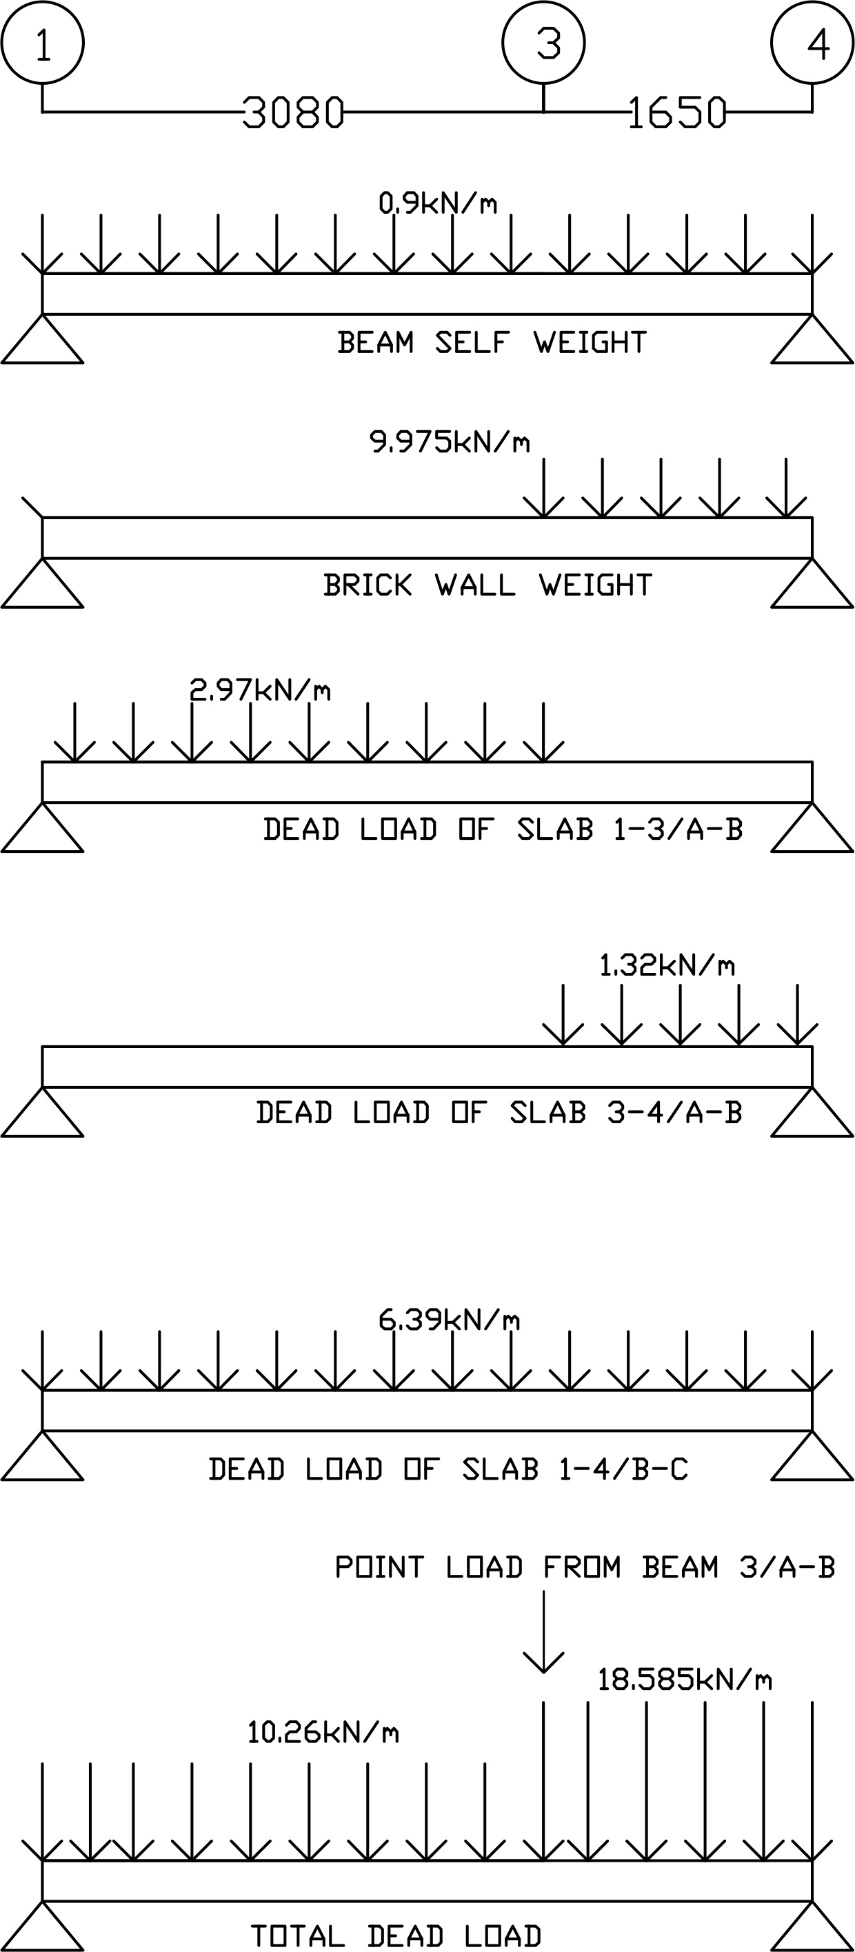 1 3 4
3080 1650
0.9kN/m
BEAM SELF WEIGHT
9.975kN/m
BRICK WALL WEIGHT
2.97kN/m
DEAD LOAD OF SLAB 1-3/A-B
1.32kN/m
DEAD LOAD OF SLAB 3-4/A-B
6.39kN/m
DEAD LOAD OF SLAB 1-4/B-C
POINT LOAD FROM BEAM 3/A-B
18.585kN/m
10.26kN/m
TOTAL DEAD LOAD